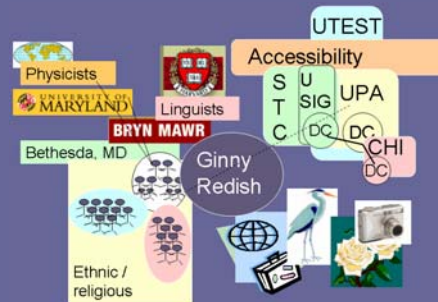 UTEST
Accessibility
Physicists
UNIVERSITY OF
MARYLAND
Linguists
S
T
C
U
SIG
UPA
BRYN MAWR
DC
DC
CHI
DC
Bethesda, MD
Ginny
Redish
Ethnic /
religious